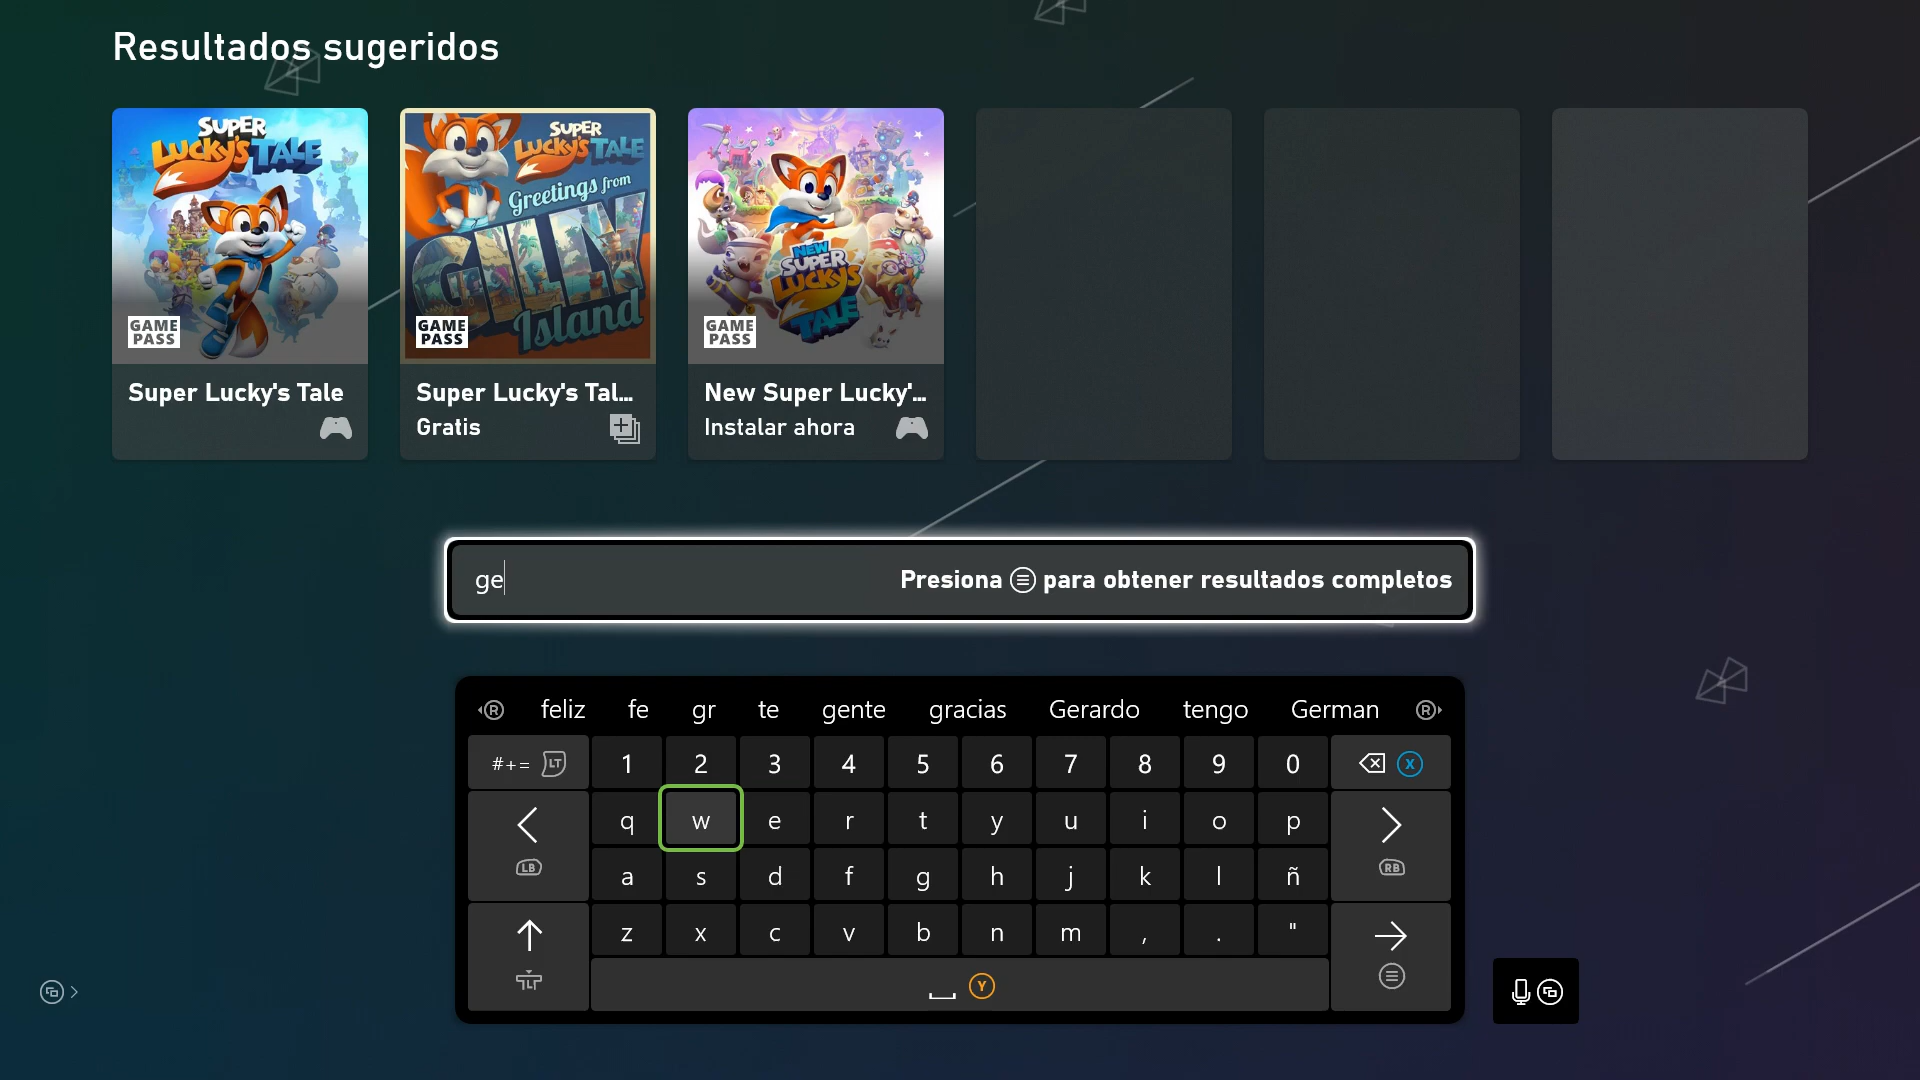 Resultados sugeridos
SUPER
LUCKY'S TALE
GAME
PASS
Super Lucky's Tale
SUPER
LUCKY'S TALE
Greetings from
GILLY
Island
GAME
PASS
Super Lucky's Tal...
Gratis
NEW
SUPER
LUCKY'S
TALE
GAME
PASS
New Super Lucky'...
Instalar ahora
ge
Presiona para obtener resultados completos
R feliz fe gr te gente gracias Gerardo tengo German R
#+= LT 1 2 3 4 5 6 7 8 9 0 X
q w e r t y u i o p
LB RB
a s d f g h j k l ñ
z x c v b n m , . "
LT
Y